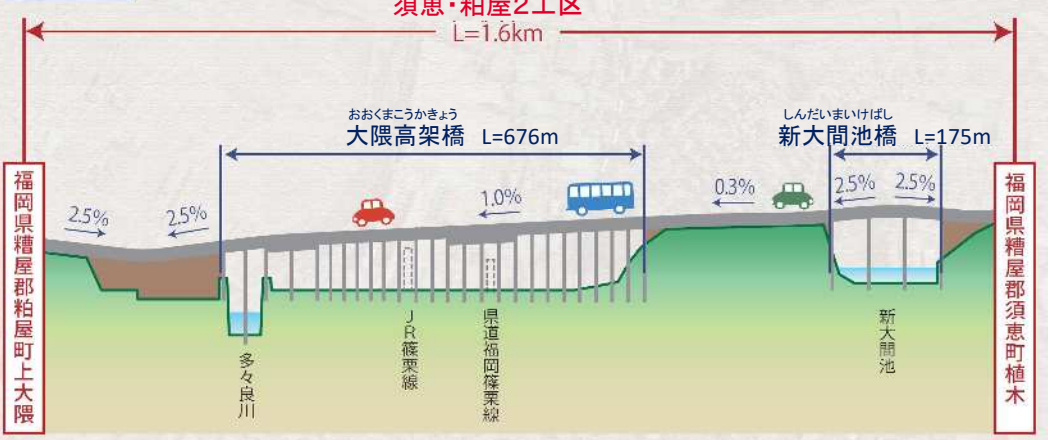 須恵・粕屋2工区
L=1.6km
おおくまこうかきょう
大隈高架橋 L=676m
しんだいまいけばし
新大間池橋 L=175m
福岡県糟屋郡粕屋町上大隈
2.5%
2.5%
1.0%
0.3%
2.5%
2.5%
福岡県糟屋郡須恵町植木
多々良川
JR篠栗線
県道福岡篠栗線
新大間池